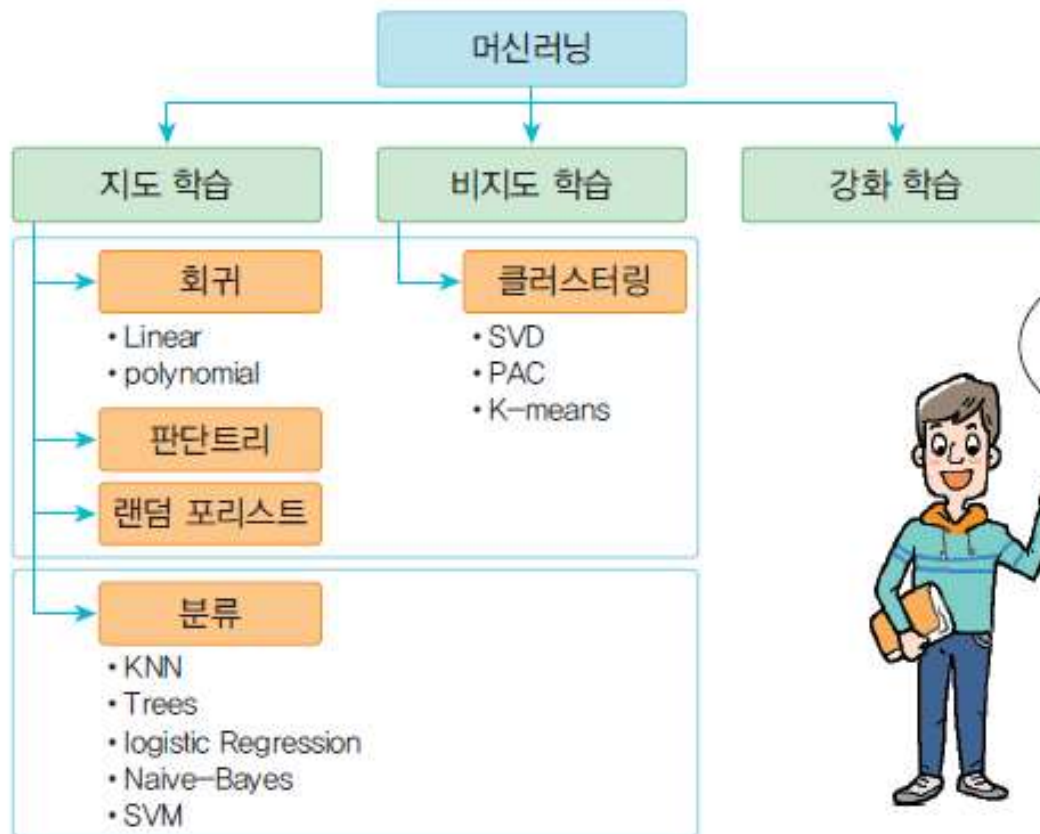 머신러닝
지도 학습
비지도 학습
강화 학습
회귀
• Linear
• polynomial
판단트리
랜덤 포리스트
클러스터링
• SVD
• PAC
• K-means
분류
• KNN
• Trees
• logistic Regression
• Naive-Bayes
• SVM